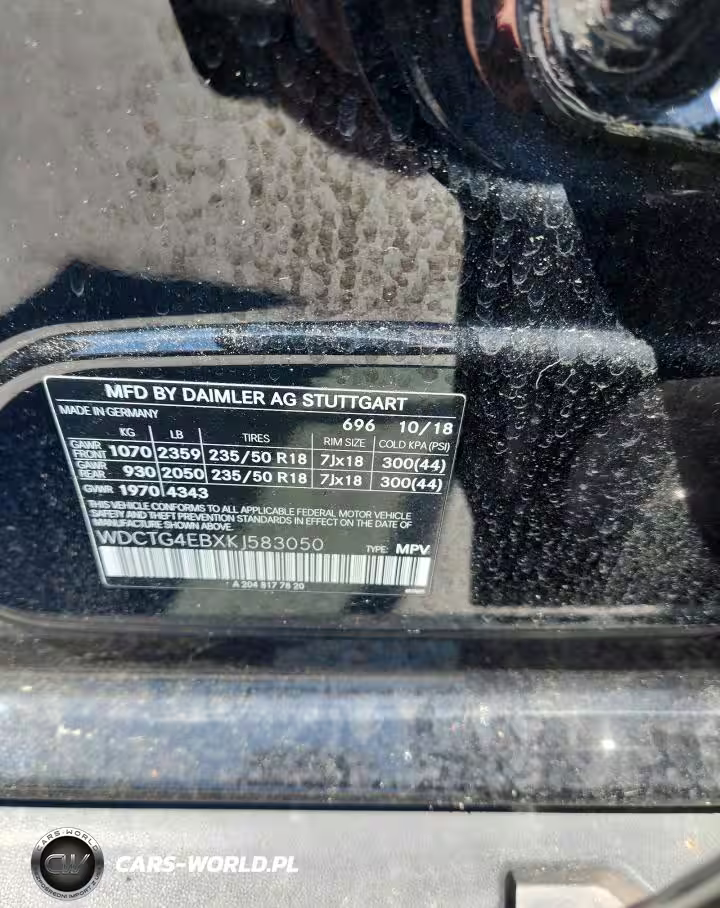 MFD BY DAIMLER AG STUTTGART
MADE IN GERMANY
696 10/18
KG LB TIRES RIM SIZE COLD KPA (PSI)
GAWR FRONT 1070 2359 235/50 R18 7Jx18 300(44)
GAWR REAR 930 2050 235/50 R18 7Jx18 300(44)
GVWR 1970 4343
THIS VEHICLE CONFORMS TO ALL APPLICABLE FEDERAL MOTOR VEHICLE
SAFETY AND THEFT PREVENTION STANDARDS IN EFFECT ON THE DATE OF
MANUFACTURE SHOWN ABOVE.
WDCTG4EBXKJ583050 TYPE: MPV
A 204 817 78 20
CARS-WORLD
CW
CARS-WORLD.PL